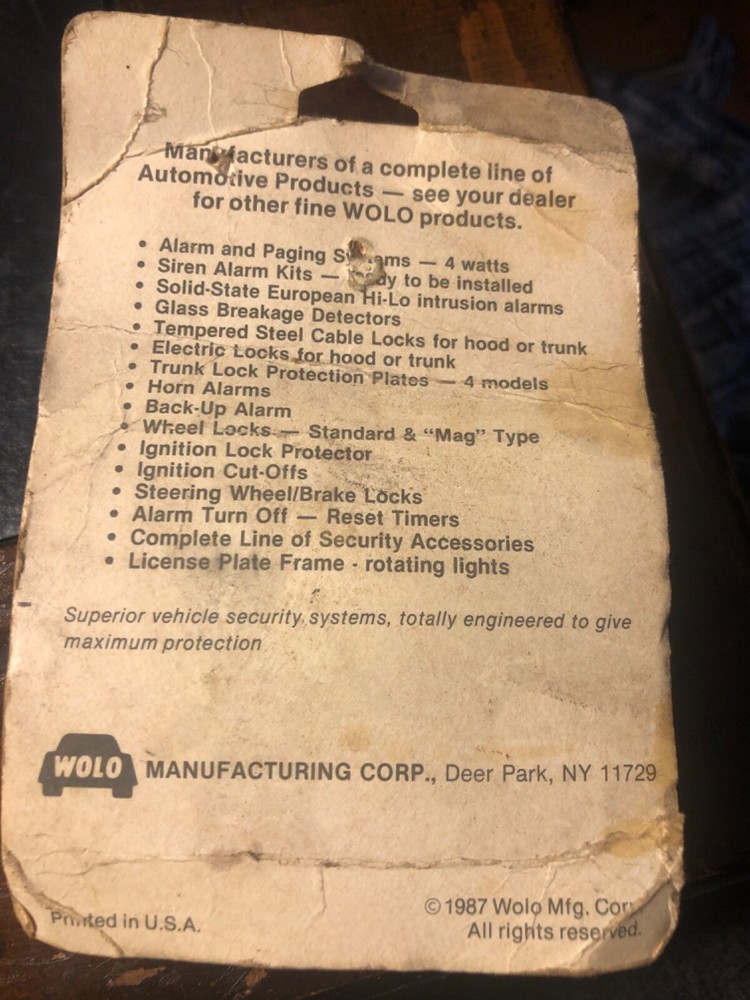 Manufacturers of a complete line of
Automotive Products — see your dealer
for other fine WOLO products.
• Alarm and Paging Systems — 4 watts
• Siren Alarm Kits — Ready to be installed
• Solid-State European Hi-Lo intrusion alarms
• Glass Breakage Detectors
• Tempered Steel Cable Locks for hood or trunk
• Electric Locks for hood or trunk
• Trunk Lock Protection Plates — 4 models
• Horn Alarms
• Back-Up Alarm
• Wheel Locks — Standard & “Mag” Type
• Ignition Lock Protector
• Ignition Cut-Offs
• Steering Wheel/Brake Locks
• Alarm Turn Off — Reset Timers
• Complete Line of Security Accessories
• License Plate Frame - rotating lights
Superior vehicle security systems, totally engineered to give
maximum protection
WOLO MANUFACTURING CORP., Deer Park, NY 11729
Printed in U.S.A.
© 1987 Wolo Mfg. Corp.
All rights reserved.